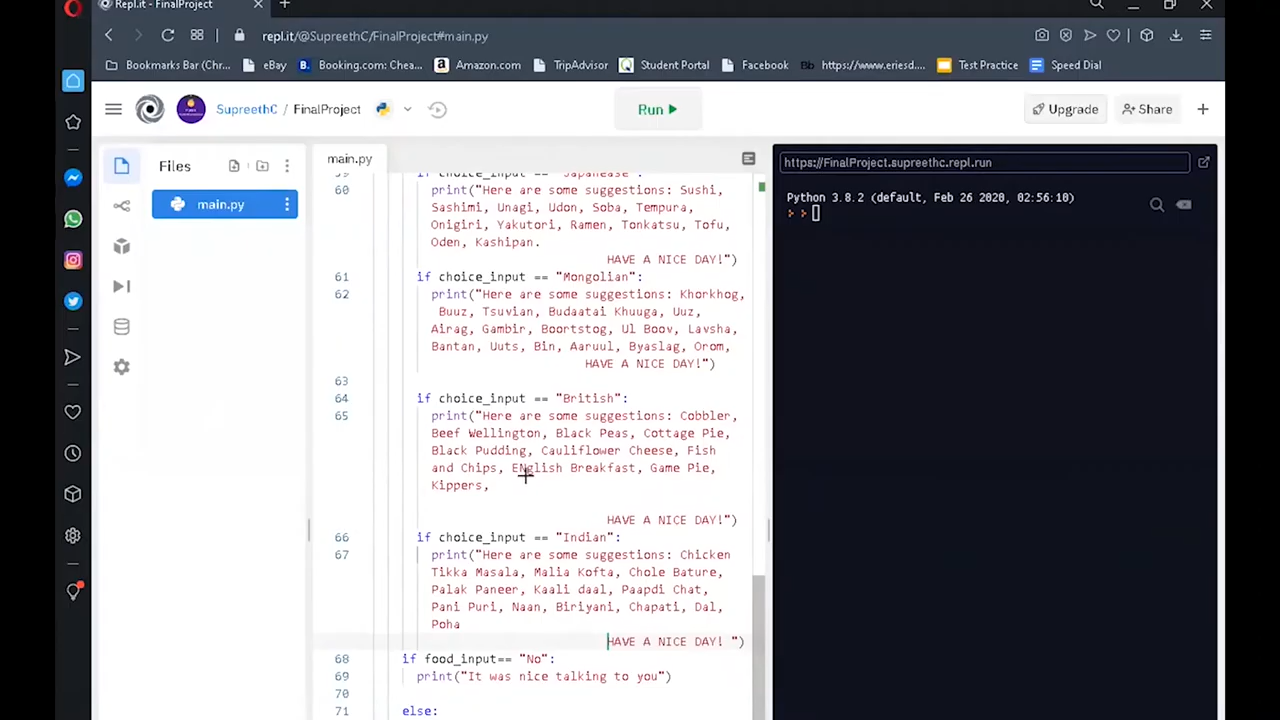 Repl.it - FinalProject
repl.it/@SupreethC/FinalProject#main.py
Bookmarks Bar (Chr... eBay Booking.com: Chea... Amazon.com TripAdvisor Student Portal Facebook https://www.eriesd... Test Practice Speed Dial
SupreethC / FinalProject Run Upgrade Share
Files main.py
main.py
https://FinalProject.supreethc.repl.run
Python 3.8.2 (default, Feb 26 2020, 02:56:10)
59 if choice_input == "Japanease":
60 print("Here are some suggestions: Sushi,
Sashimi, Unagi, Udon, Soba, Tempura,
Onigiri, Yakutori, Ramen, Tonkatsu, Tofu,
Oden, Kashipan.
HAVE A NICE DAY!")
61 if choice_input == "Mongolian":
62 print("Here are some suggestions: Khorkhog,
Buuz, Tsuvian, Budaatai Khuuga, Uuz,
Airag, Gambir, Boortstog, Ul Boov, Lavsha,
Bantan, Uuts, Bin, Aaruul, Byaslag, Orom,
HAVE A NICE DAY!")
63
64 if choice_input == "British":
65 print("Here are some suggestions: Cobbler,
Beef Wellington, Black Peas, Cottage Pie,
Black Pudding, Cauliflower Cheese, Fish
and Chips, ENglish Breakfast, Game Pie,
Kippers,
HAVE A NICE DAY!")
66 if choice_input == "Indian":
67 print("Here are some suggestions: Chicken
Tikka Masala, Malia Kofta, Chole Bature,
Palak Paneer, Kaali daal, Paapdi Chat,
Pani Puri, Naan, Biriyani, Chapati, Dal,
Poha
HAVE A NICE DAY! ")
68 if food_input== "No":
69 print("It was nice talking to you")
70
71 else: